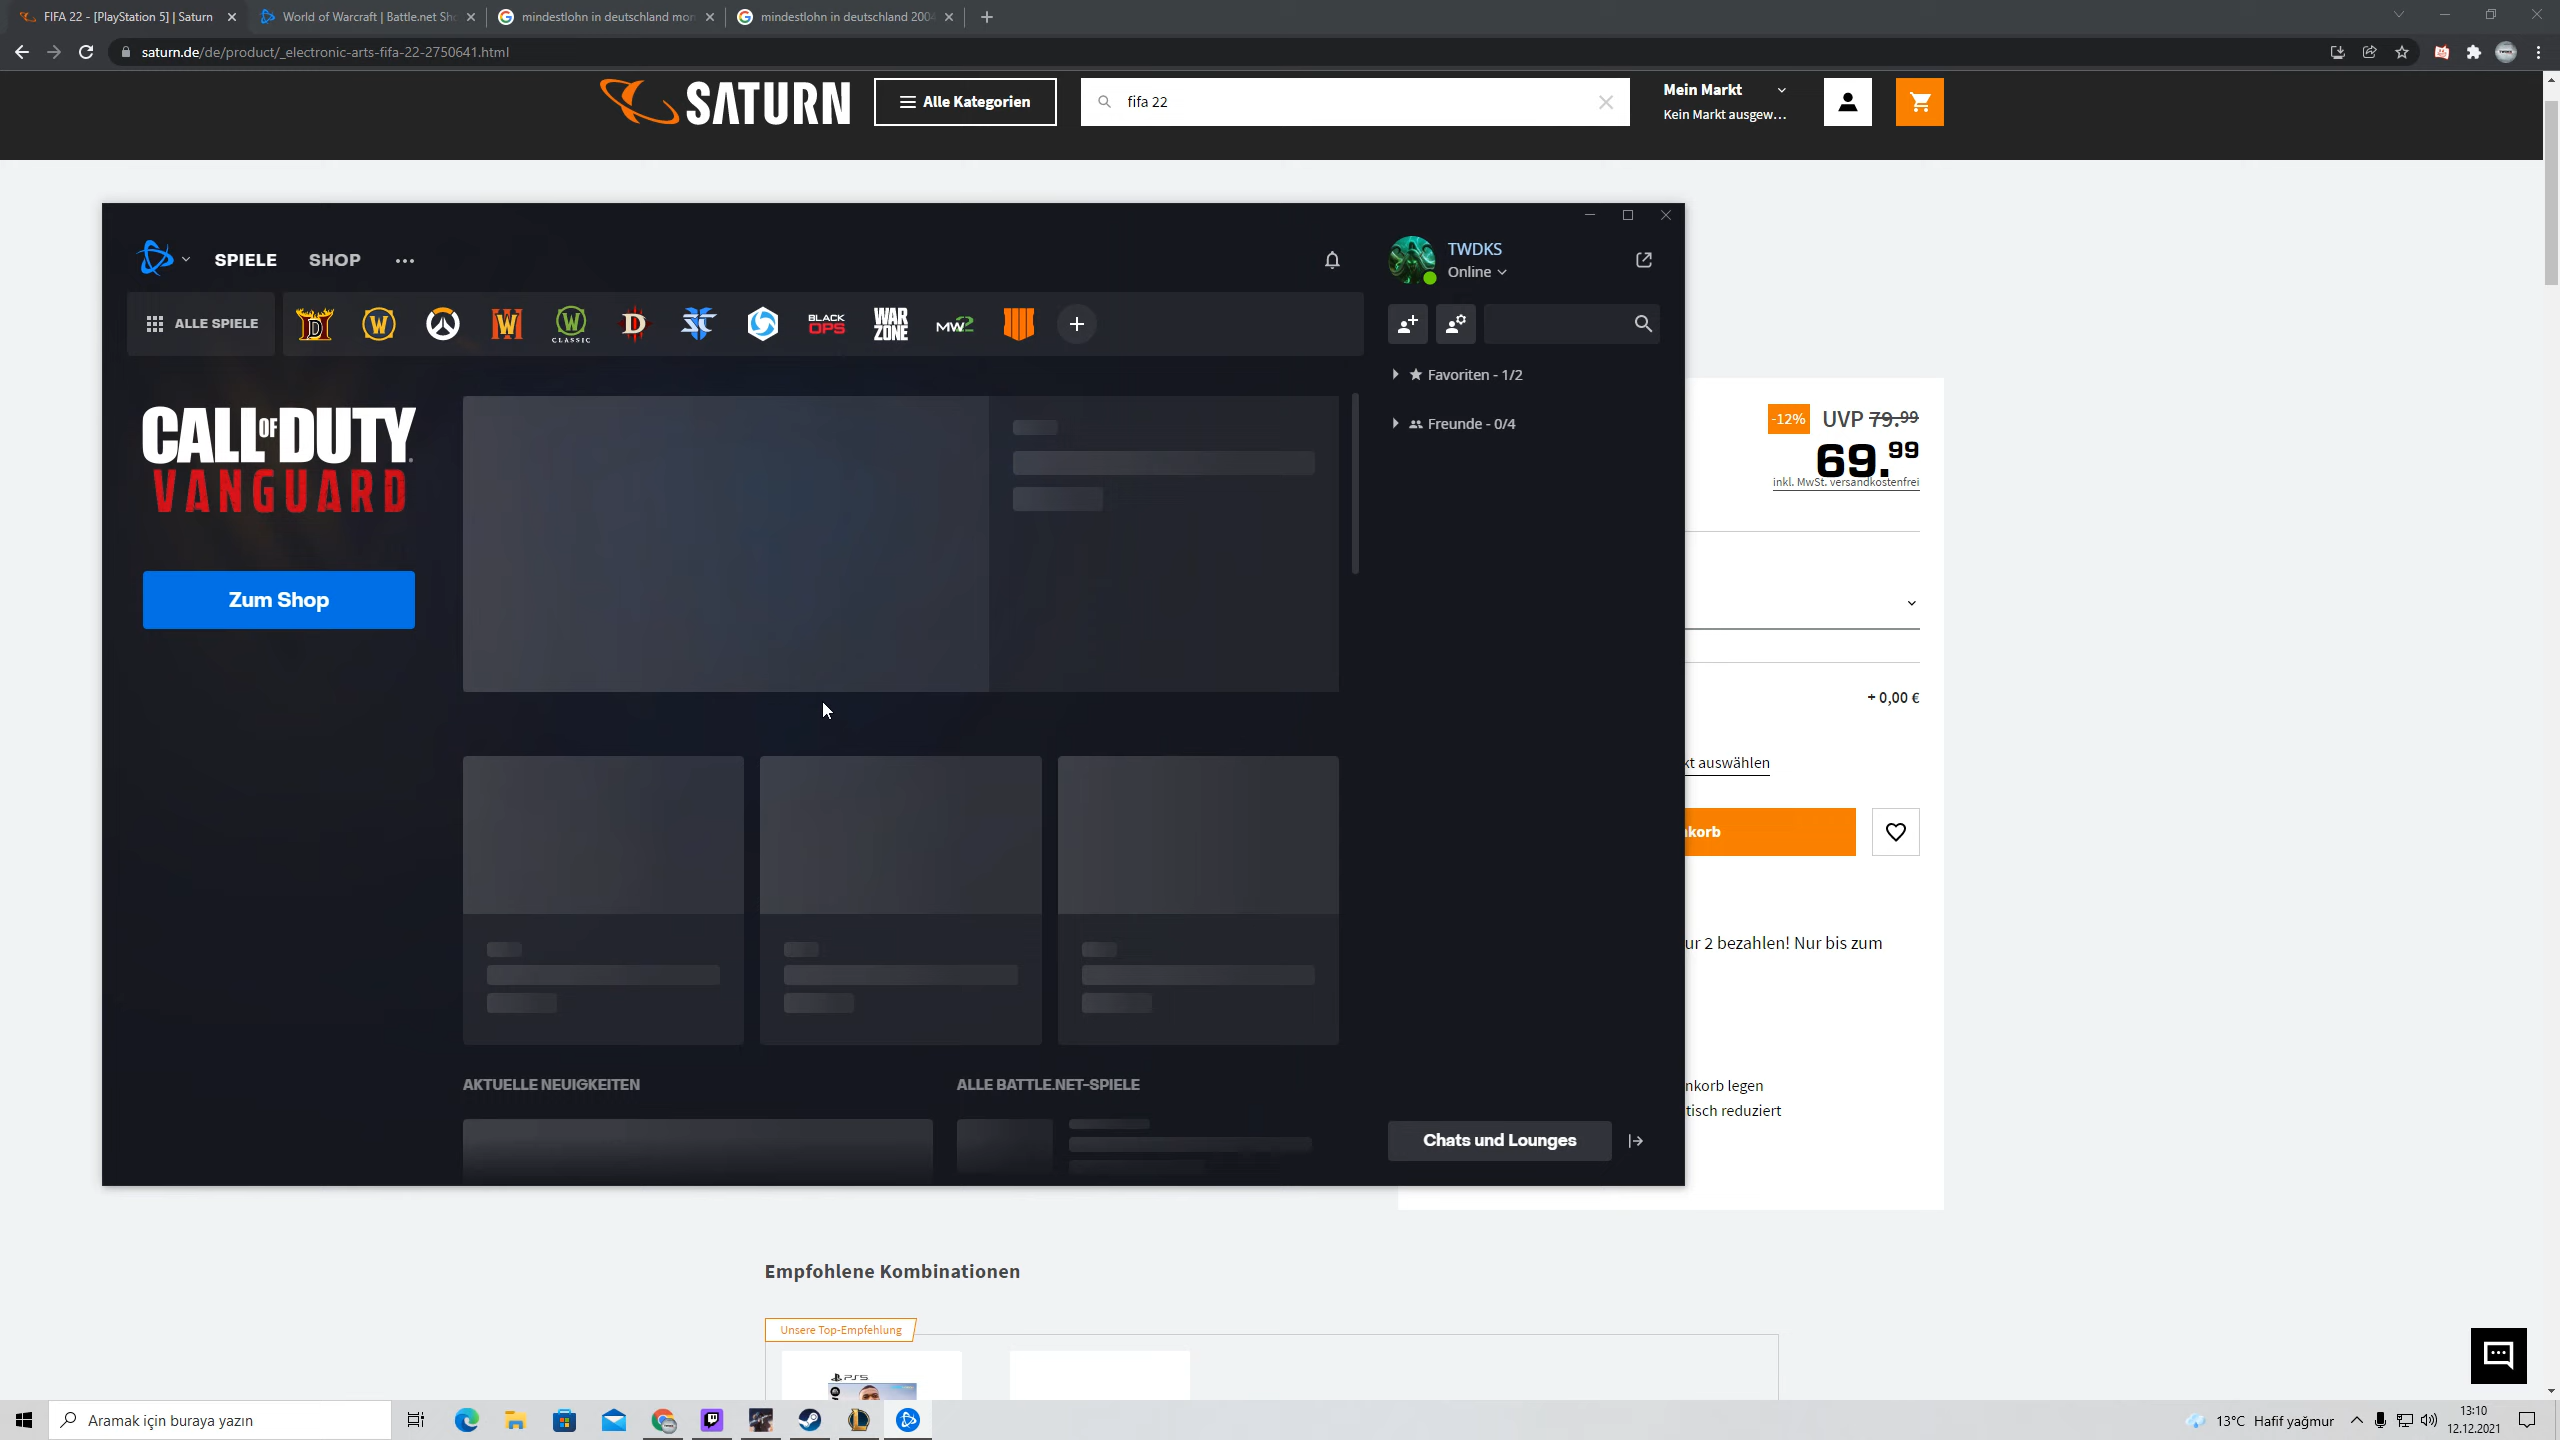 FIFA 22 - [PlayStation 5] | Saturn
World of Warcraft | Battle.net Sho
mindestlohn in deutschland mon
mindestlohn in deutschland 2004
saturn.de/de/product/_electronic-arts-fifa-22-2750641.html
SATURN
Alle Kategorien
fifa 22
Mein Markt
Kein Markt ausgew...
SPIELE
SHOP
TWDKS
Online
ALLE SPIELE
CLASSIC
BLACK OPS
WAR ZONE
MW2
Favoriten - 1/2
Freunde - 0/4
CALL OF DUTY
VANGUARD
Zum Shop
-12%
UVP 79.99
69.99
inkl. MwSt. versandkostenfrei
+ 0,00 €
kt auswählen
nkorb
ur 2 bezahlen! Nur bis zum
AKTUELLE NEUIGKEITEN
ALLE BATTLE.NET-SPIELE
nkorb legen
tisch reduziert
Chats und Lounges
Empfohlene Kombinationen
Unsere Top-Empfehlung
PS5
Aramak için buraya yazın
13°C Hafif yağmur
13:10
12.12.2021